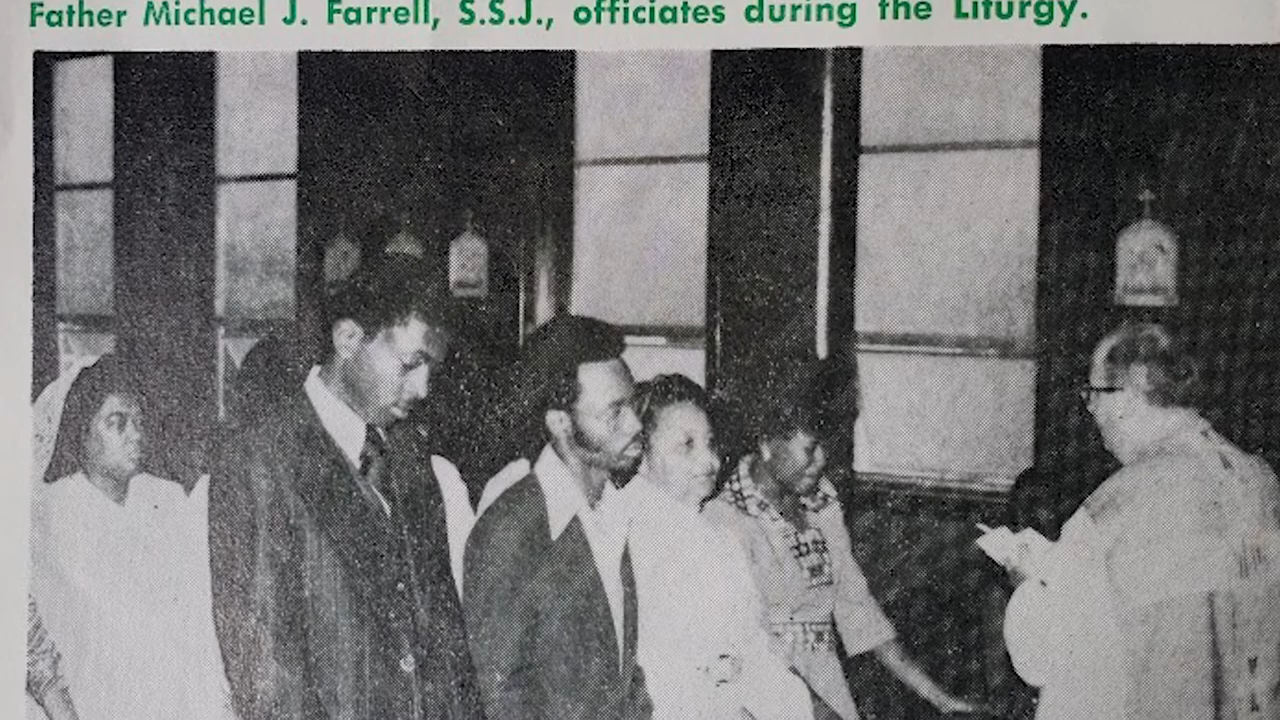 Father Michael J. Farrell, S.S.J., officiates during the Liturgy.